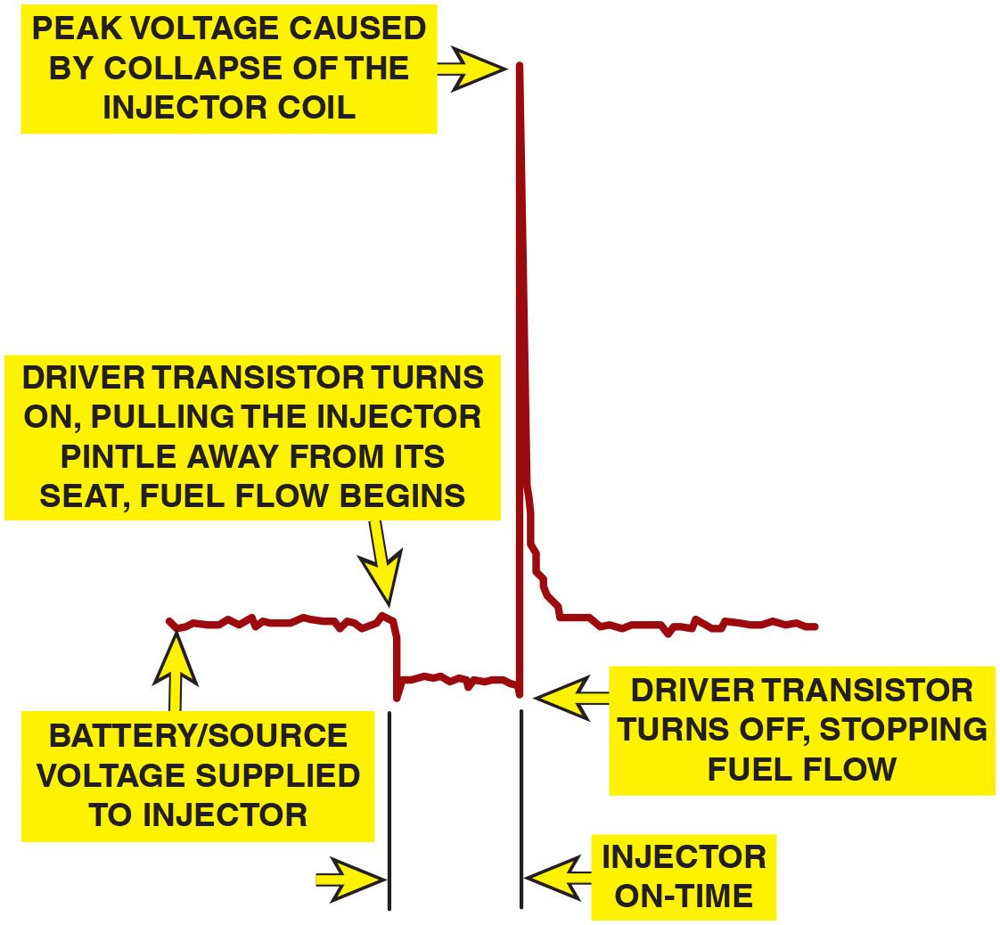 PEAK VOLTAGE CAUSED
BY COLLAPSE OF THE
INJECTOR COIL
DRIVER TRANSISTOR TURNS
ON, PULLING THE INJECTOR
PINTLE AWAY FROM ITS
SEAT, FUEL FLOW BEGINS
BATTERY/SOURCE
VOLTAGE SUPPLIED
TO INJECTOR
DRIVER TRANSISTOR
TURNS OFF, STOPPING
FUEL FLOW
INJECTOR
ON-TIME